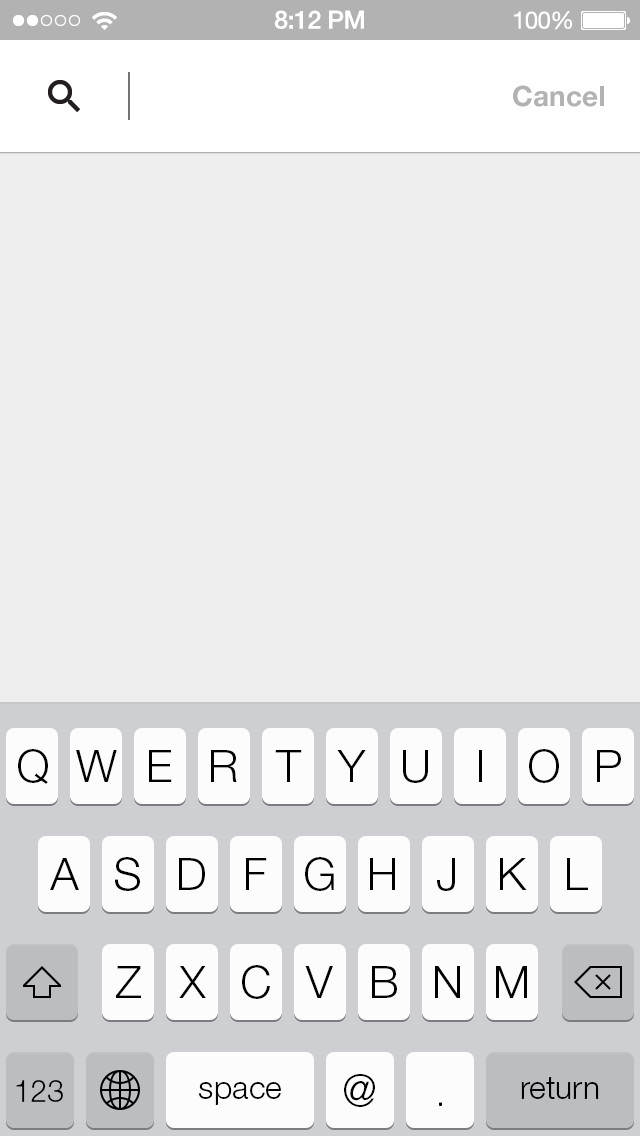 8:12 PM 100%
Cancel
Q W E R T Y U I O P
A S D F G H J K L
Z X C V B N M
123 space @ . return